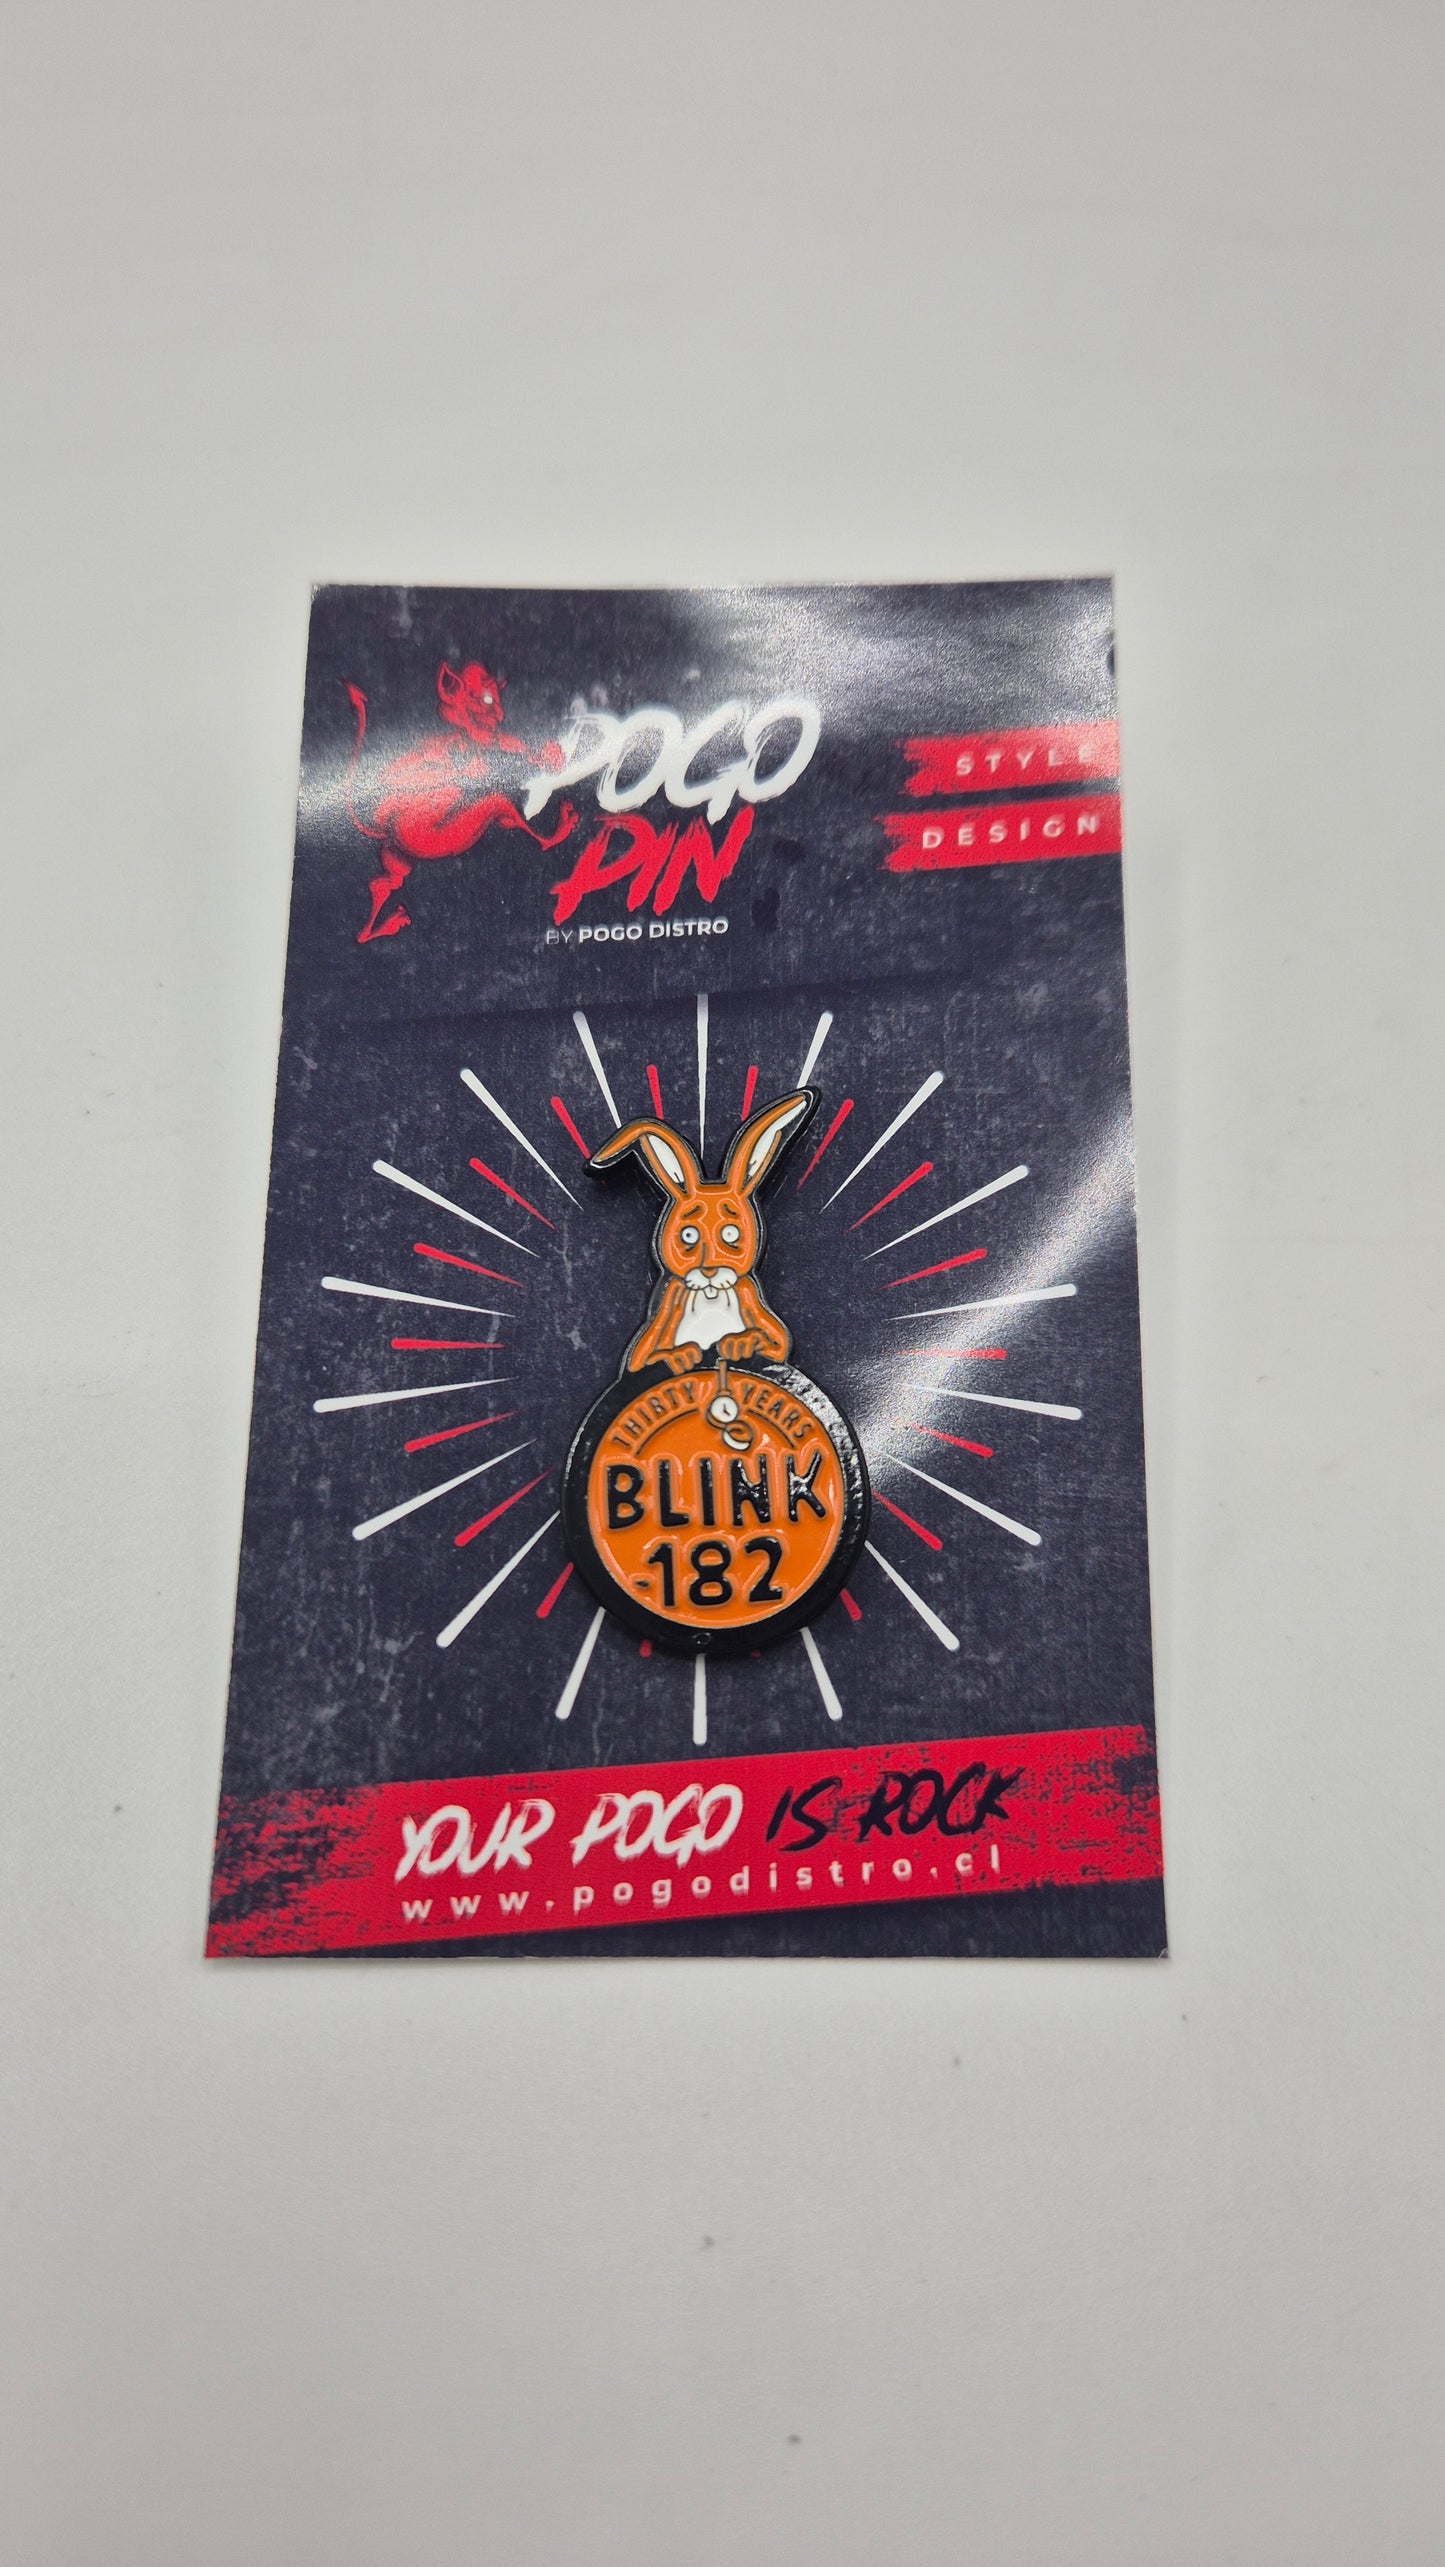 POGO
PIN
BY POGO DISTRO
STYLE
DESIGN
THIRTY YEARS
BLINK
-182
YOUR POGO IS ROCK
www.pogodistro.cl